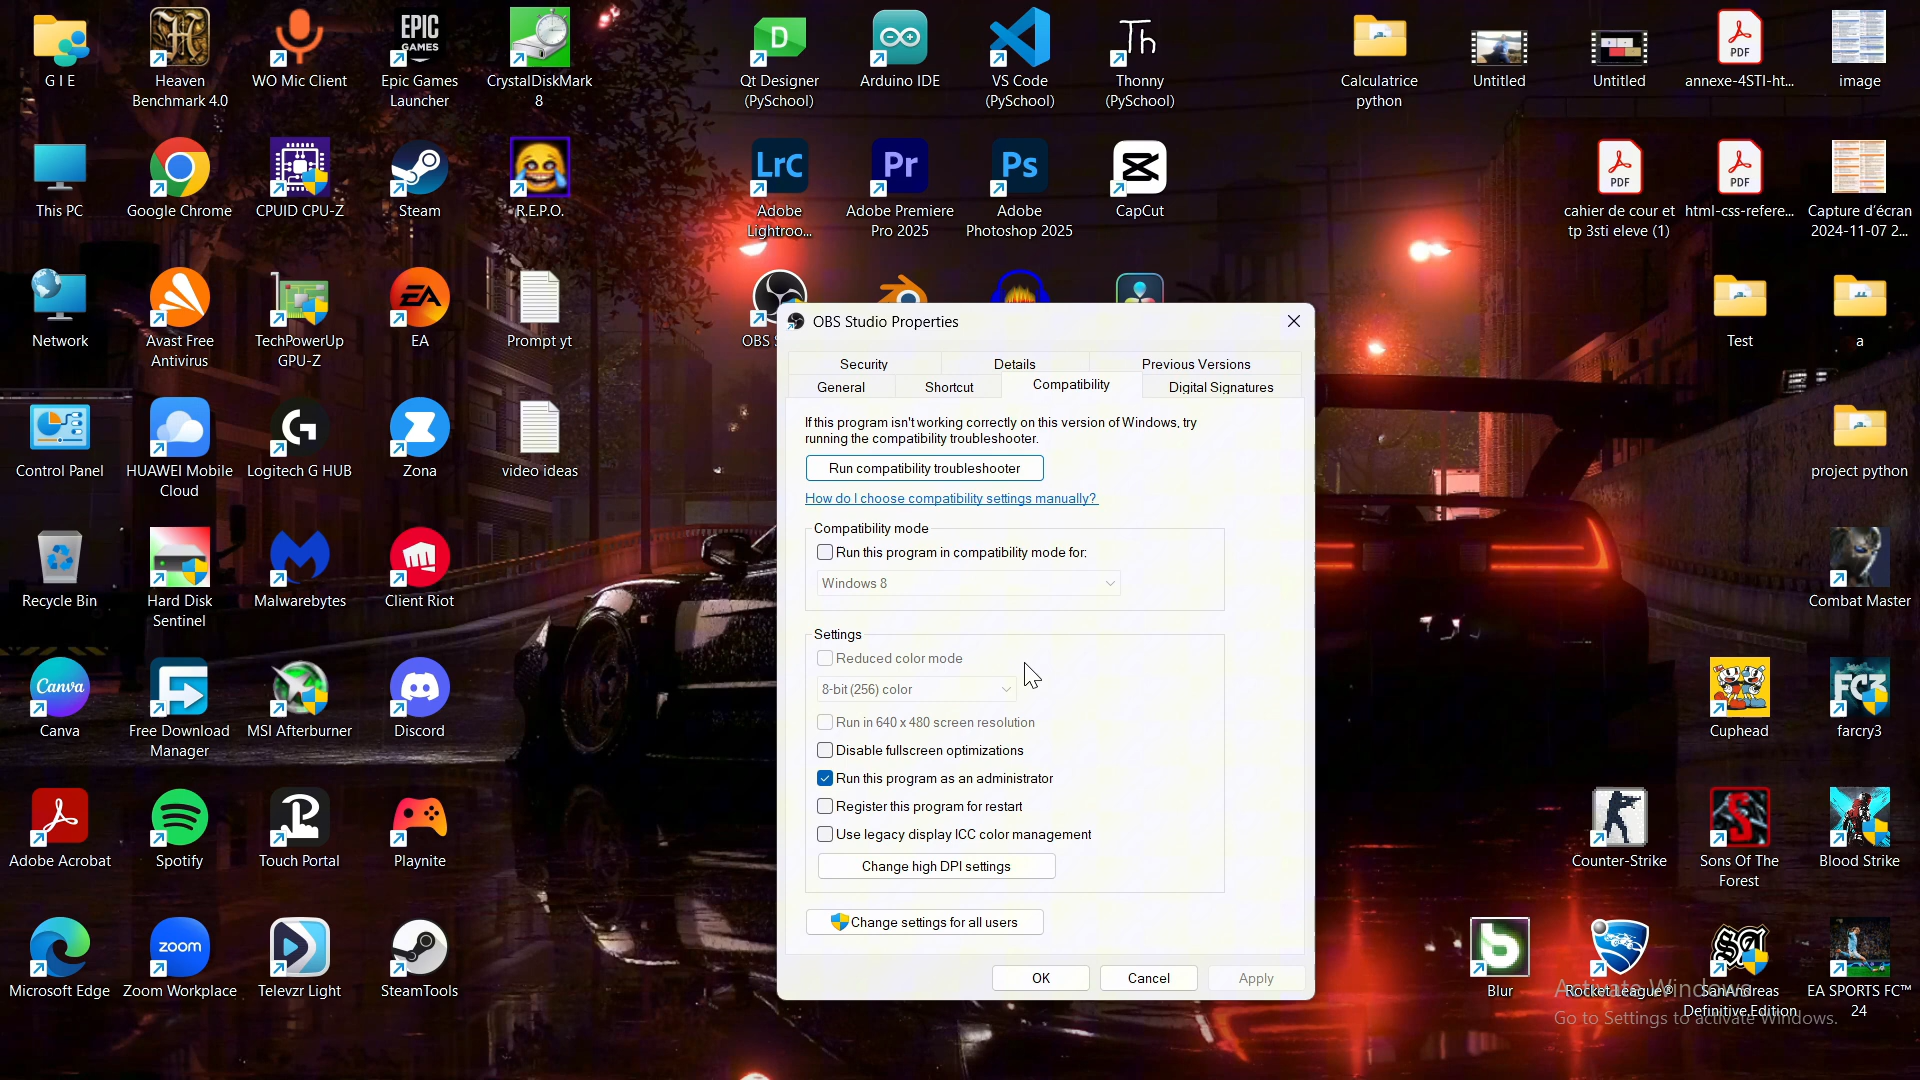 G I E
Heaven
Benchmark 4.0
WO Mic Client
EPIC
GAMES
Epic Games
Launcher
CrystalDiskMark
8
D
Qt Designer
(PySchool)
Arduino IDE
VS Code
(PySchool)
Th
Thonny
(PySchool)
Calculatrice
python
Untitled
Untitled
PDF
annexe-4STI-ht...
image
This PC
Google Chrome
CPUID CPU-Z
Steam
R.E.P.O.
LrC
Adobe
Lightroo...
Pr
Adobe Premiere
Pro 2025
Ps
Adobe
Photoshop 2025
CapCut
PDF
cahier de cour et
tp 3sti eleve (1)
PDF
html-css-refere...
Capture d'écran
2024-11-07 2...
Network
Avast Free
Antivirus
TechPowerUp
GPU-Z
EA
EA
Prompt yt
OBS S
Test
a
Control Panel
HUAWEI Mobile
Cloud
Logitech G HUB
Zona
video ideas
project python
Recycle Bin
Hard Disk
Sentinel
Malwarebytes
Client Riot
Combat Master
Canva
Canva
Free Download
Manager
MSI Afterburner
Discord
Cuphead
FC3
farcry3
Adobe Acrobat
Spotify
Touch Portal
Playnite
Counter-Strike
Sons Of The
Forest
Blood Strike
Microsoft Edge
zoom
Zoom Workplace
Televzr Light
SteamTools
Blur
Rocket League®
SanAndreas
Definitive.Edition
EA SPORTS FC™
24
OBS Studio Properties
Security
Details
Previous Versions
General
Shortcut
Compatibility
Digital Signatures
If this program isn't working correctly on this version of Windows, try
running the compatibility troubleshooter.
Run compatibility troubleshooter
How do I choose compatibility settings manually?
Compatibility mode
Run this program in compatibility mode for:
Windows 8
Settings
Reduced color mode
8-bit (256) color
Run in 640 x 480 screen resolution
Disable fullscreen optimizations
Run this program as an administrator
Register this program for restart
Use legacy display ICC color management
Change high DPI settings
Change settings for all users
OK
Cancel
Apply
Activate Windows
Go to Settings to activate Windows.